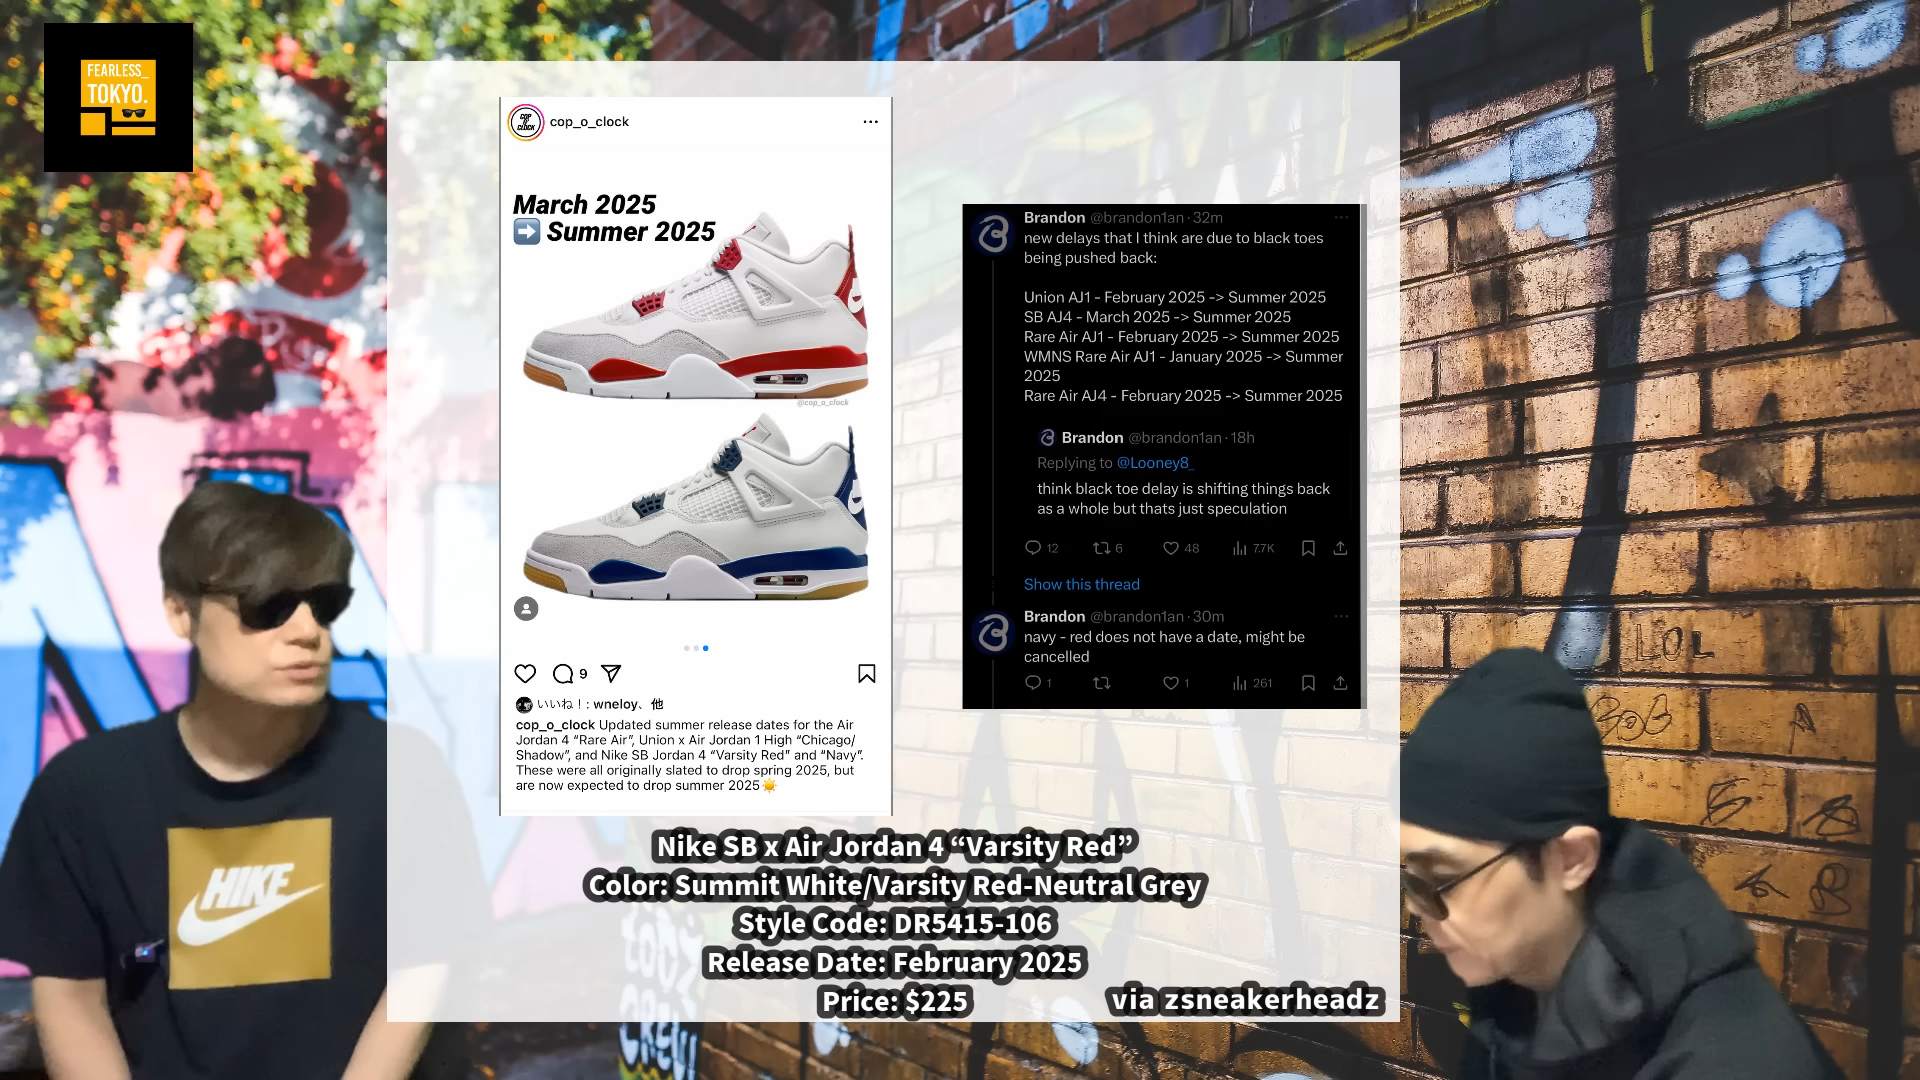 FEARLESS_
TOKYO.
COP
O
CLOCK
cop_o_clock
March 2025
➡️ Summer 2025
@cop_o_clock
9
いいね！: wneloy、他
cop_o_clock Updated summer release dates for the Air
Jordan 4 “Rare Air”, Union x Air Jordan 1 High “Chicago/
Shadow”, and Nike SB Jordan 4 “Varsity Red” and “Navy”.
These were all originally slated to drop spring 2025, but
are now expected to drop summer 2025☀️
Brandon @brandon1an · 32m
new delays that I think are due to black toes
being pushed back:
Union AJ1 - February 2025 -> Summer 2025
SB AJ4 - March 2025 -> Summer 2025
Rare Air AJ1 - February 2025 -> Summer 2025
WMNS Rare Air AJ1 - January 2025 -> Summer
2025
Rare Air AJ4 - February 2025 -> Summer 2025
Brandon @brandon1an · 18h
Replying to @Looney8_
think black toe delay is shifting things back
as a whole but thats just speculation
12 6 48 7.7K
Show this thread
Brandon @brandon1an · 30m
navy - red does not have a date, might be
cancelled
1 1 261
Nike SB x Air Jordan 4 “Varsity Red”
Color: Summit White/Varsity Red-Neutral Grey
Style Code: DR5415-106
Release Date: February 2025
Price: $225
via zsneakerheadz
NIKE
LOL